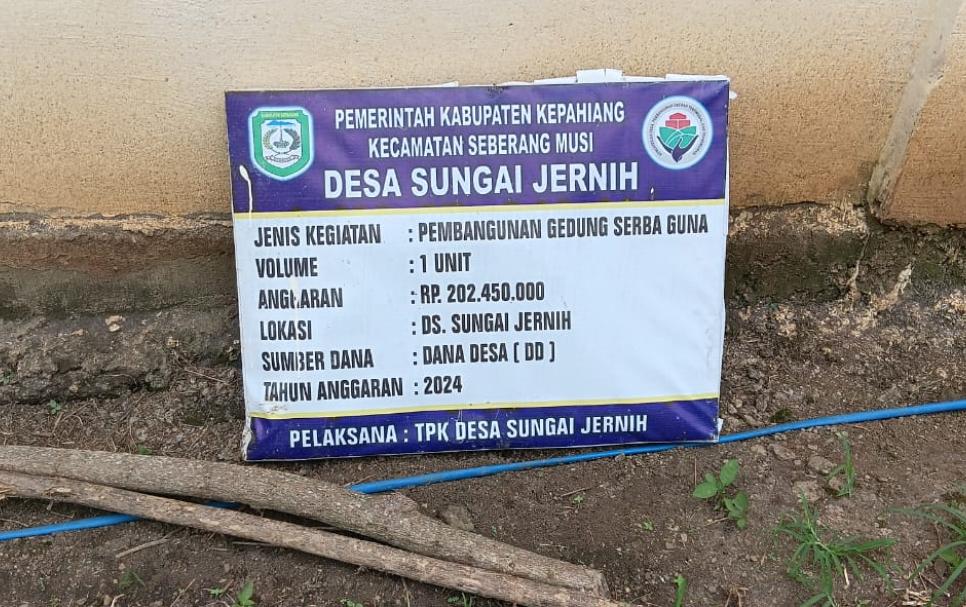 PEMERINTAH KABUPATEN KEPAHIANG
KECAMATAN SEBERANG MUSI
DESA SUNGAI JERNIH
JENIS KEGIATAN : PEMBANGUNAN GEDUNG SERBA GUNA
VOLUME : 1 UNIT
ANGGARAN : RP. 202.450.000
LOKASI : DS. SUNGAI JERNIH
SUMBER DANA : DANA DESA ( DD )
TAHUN ANGGARAN : 2024
PELAKSANA : TPK DESA SUNGAI JERNIH